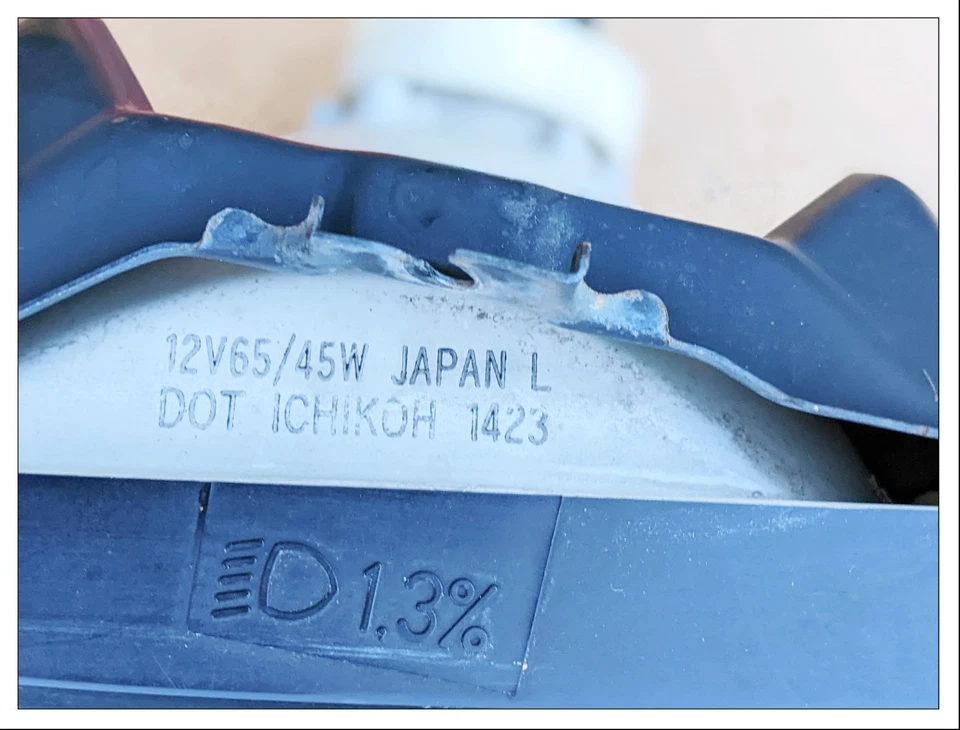 12V65/45W JAPAN L
DOT ICHIKOH 1423
1,3%